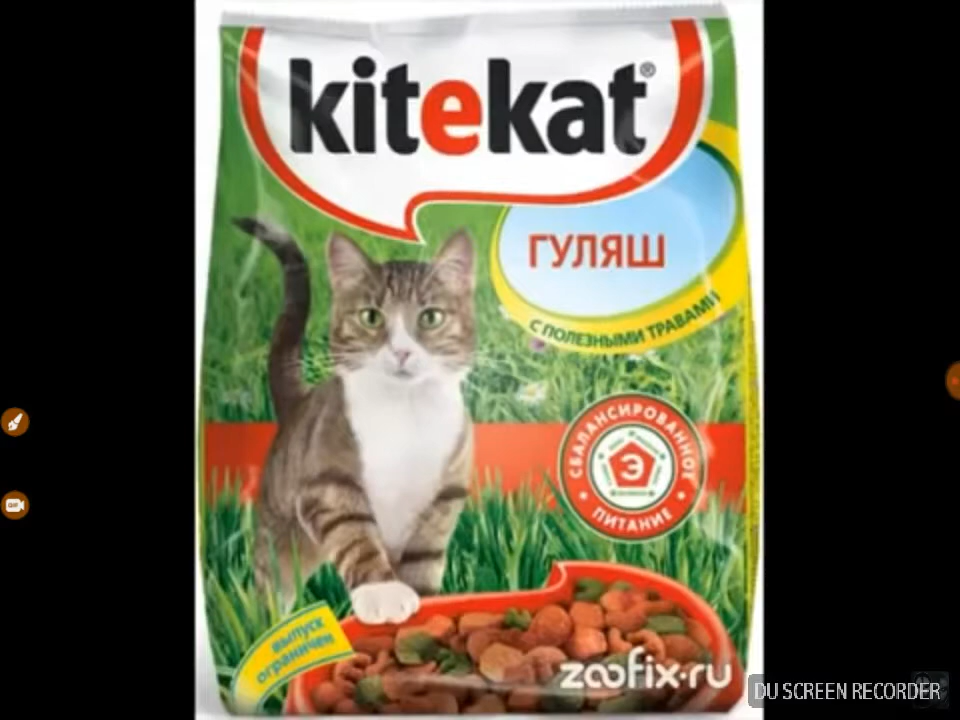 kitekat®
ГУЛЯШ
С ПОЛЕЗНЫМИ ТРАВАМИ
СБАЛАНСИРОВАННОЕ
Э
ПИТАНИЕ
выпуск
ограничен
zoofix.ru
DU SCREEN RECORDER